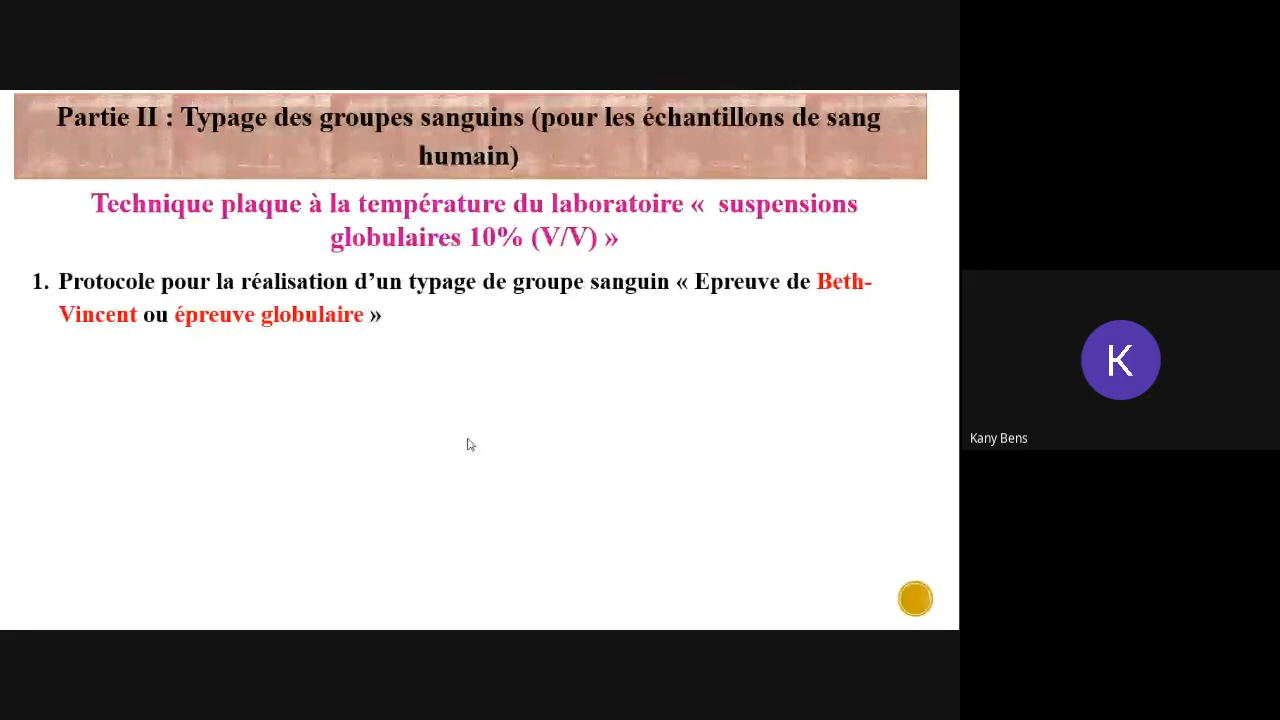 Partie II : Typage des groupes sanguins (pour les échantillons de sang
humain)
Technique plaque à la température du laboratoire «  suspensions
globulaires 10% (V/V) »
1. Protocole pour la réalisation d’un typage de groupe sanguin « Epreuve de Beth-
Vincent ou épreuve globulaire »
K
Kany Bens